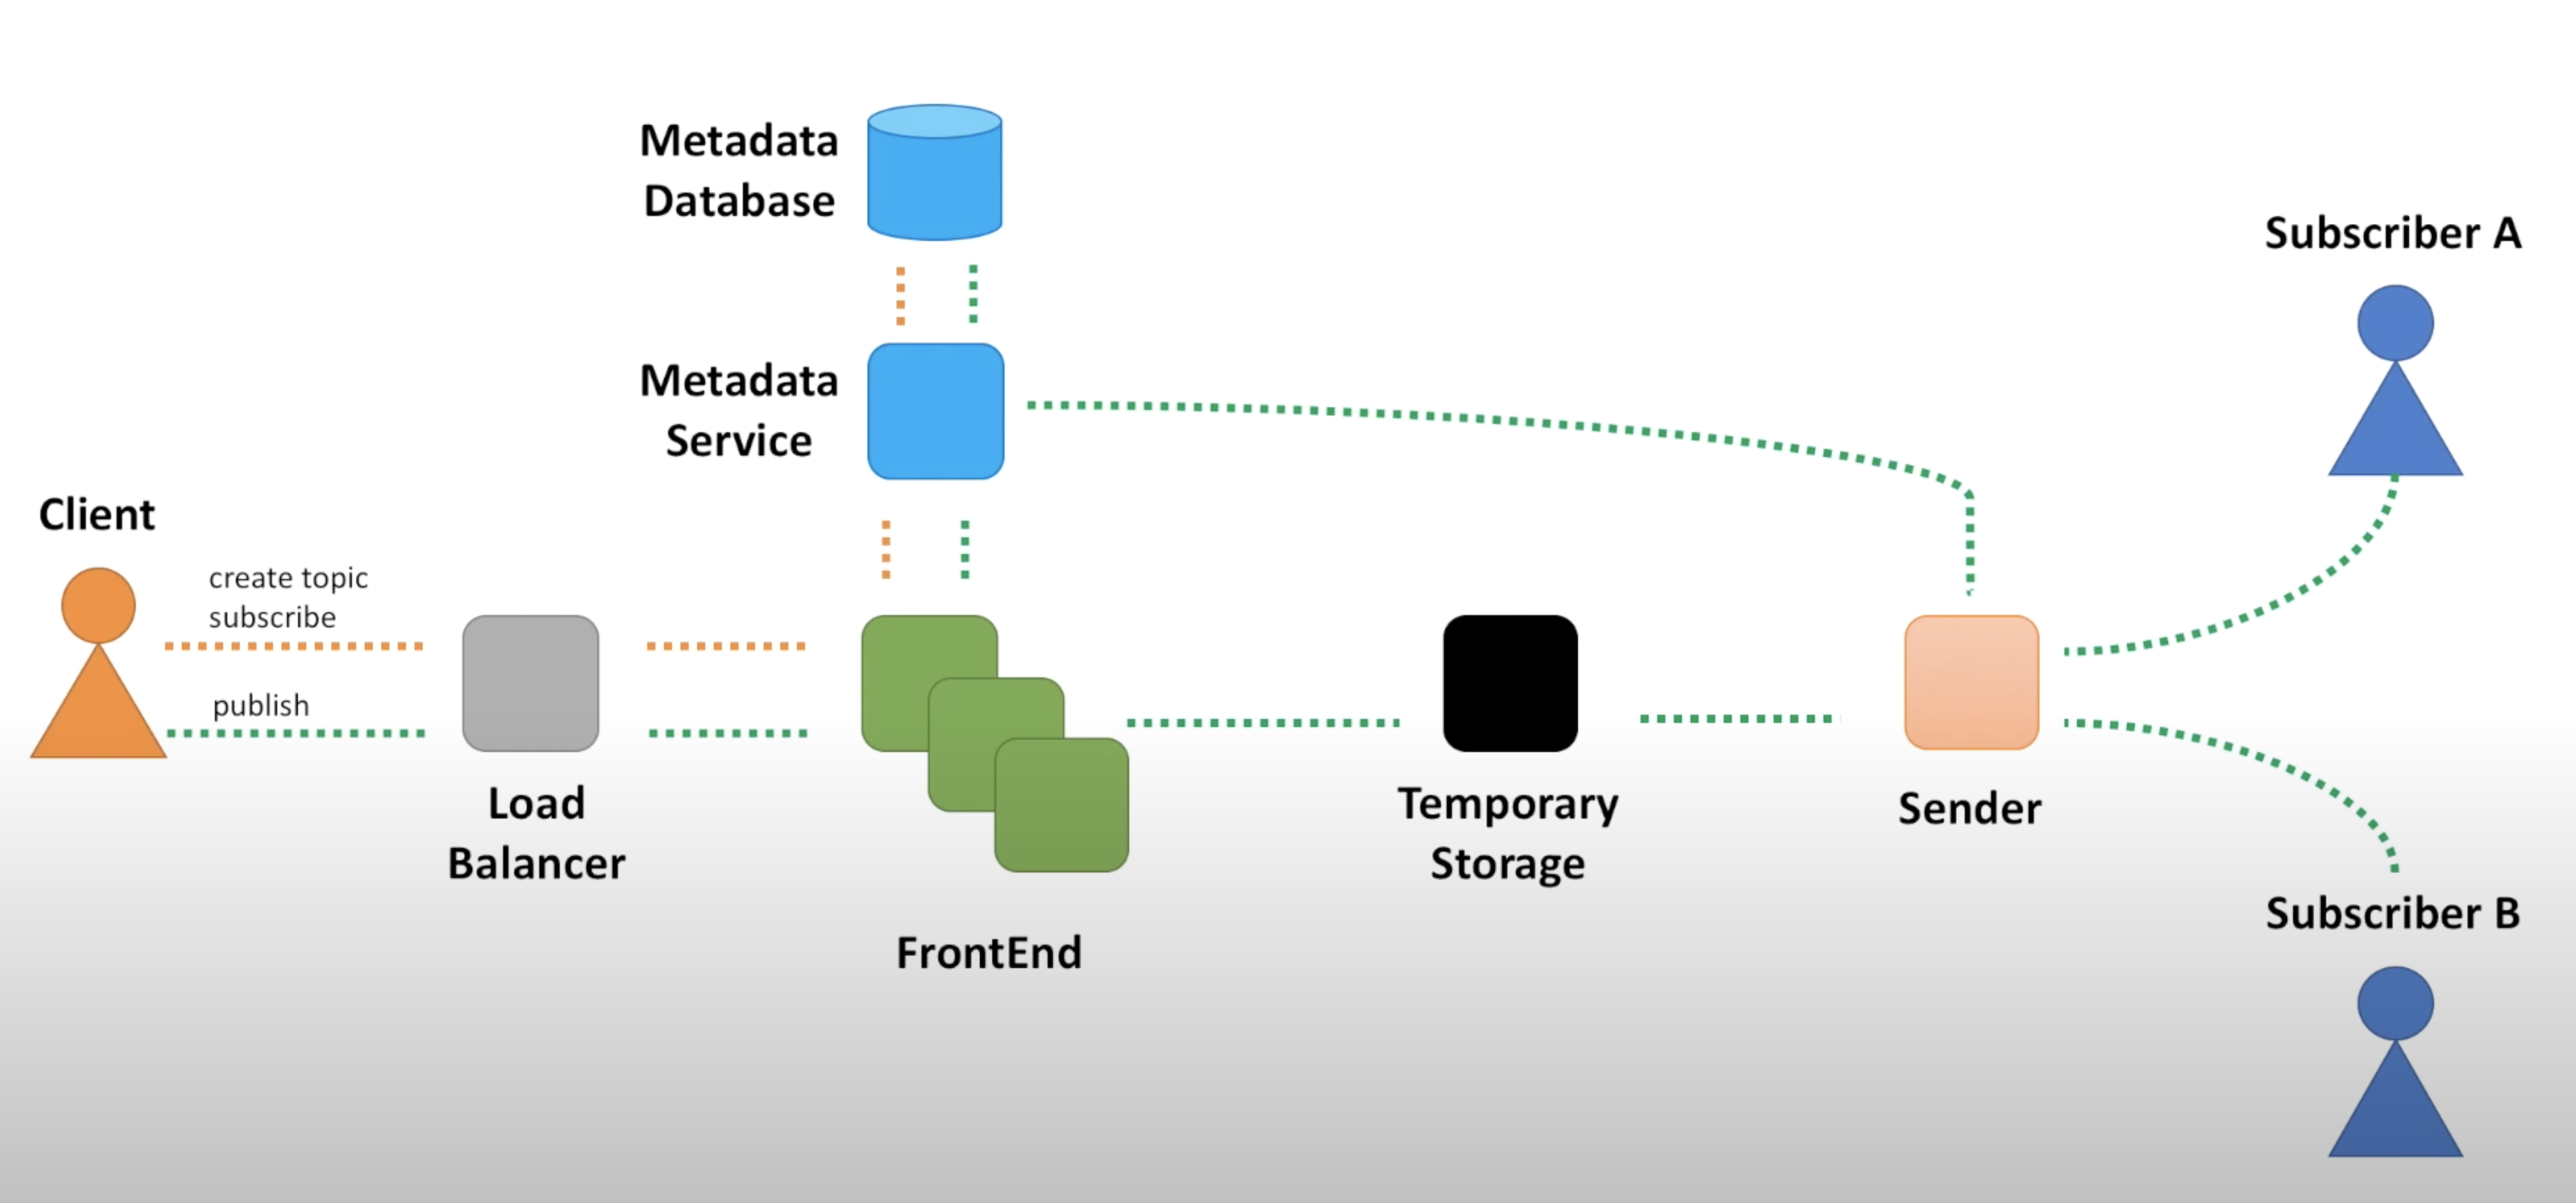 Metadata
Database
Subscriber A
Metadata
Service
Client
create topic
subscribe
publish
Load
Balancer
Temporary
Storage
Sender
FrontEnd
Subscriber B